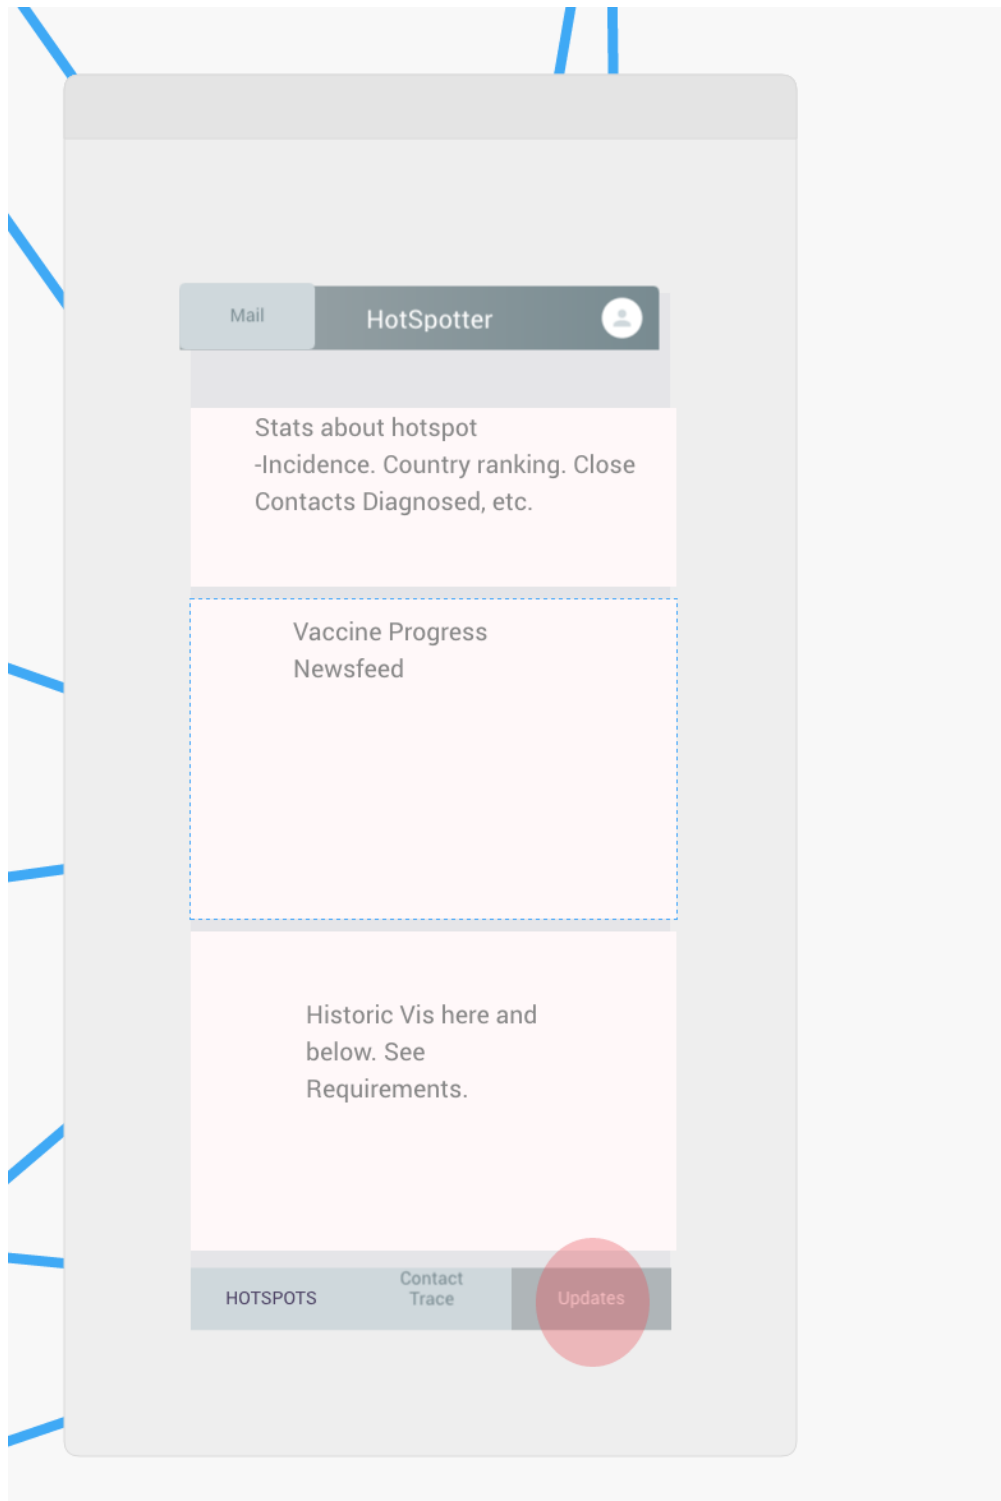 Mail
HotSpotter
Stats about hotspot
-Incidence. Country ranking. Close
Contacts Diagnosed, etc.
Vaccine Progress
Newsfeed
Historic Vis here and
below. See
Requirements.
HOTSPOTS
Contact
Trace
Updates